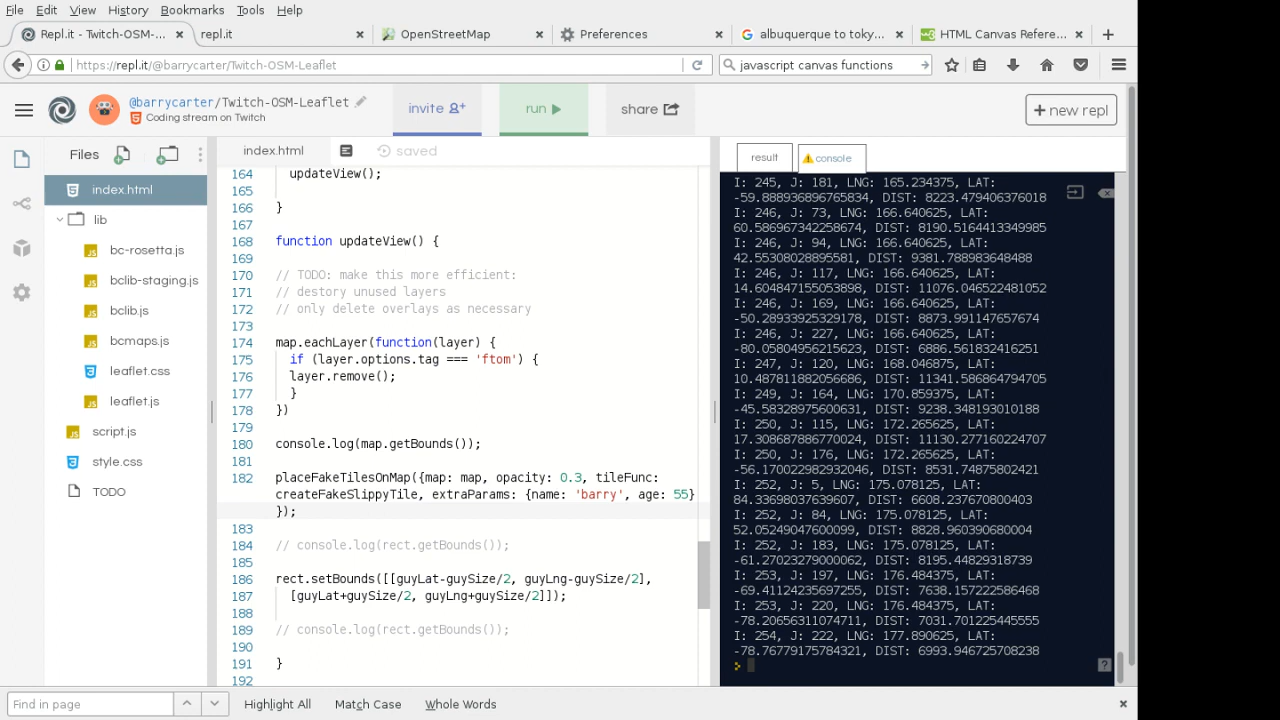 File Edit View History Bookmarks Tools Help
Repl.it - Twitch-OSM-... × repl.it × OpenStreetMap × Preferences × albuquerque to toky... × HTML Canvas Refere... × +
https://repl.it/@barrycarter/Twitch-OSM-Leaflet javascript canvas functions
@barrycarter/Twitch-OSM-Leaflet
Coding stream on Twitch
invite
run
share
+ new repl
Files
index.html
lib
bc-rosetta.js
bclib-staging.js
bclib.js
bcmaps.js
leaflet.css
leaflet.js
script.js
style.css
TODO
index.html saved
164 updateView();
165
166 }
167
168 function updateView() {
169
170 // TODO: make this more efficient:
171 // destory unused layers
172 // only delete overlays as necessary
173
174 map.eachLayer(function(layer) {
175 if (layer.options.tag === 'ftom') {
176 layer.remove();
177 }
178 })
179
180 console.log(map.getBounds());
181
182 placeFakeTilesOnMap({map: map, opacity: 0.3, tileFunc:
createFakeSlippyTile, extraParams: {name: 'barry', age: 55}
});
183
184 // console.log(rect.getBounds());
185
186 rect.setBounds([[guyLat-guySize/2, guyLng-guySize/2],
187 [guyLat+guySize/2, guyLng+guySize/2]]);
188
189 // console.log(rect.getBounds());
190
191 }
192
result console
I: 245, J: 181, LNG: 165.234375, LAT:
-59.888936896765834, DIST: 8223.479406376018
I: 246, J: 73, LNG: 166.640625, LAT:
60.586967342258674, DIST: 8190.5164413349985
I: 246, J: 94, LNG: 166.640625, LAT:
42.55308028895581, DIST: 9381.788983648488
I: 246, J: 117, LNG: 166.640625, LAT:
14.604847155053898, DIST: 11076.046522481052
I: 246, J: 169, LNG: 166.640625, LAT:
-50.28933925329178, DIST: 8873.991147657674
I: 246, J: 227, LNG: 166.640625, LAT:
-80.05804956215623, DIST: 6886.561832416251
I: 247, J: 120, LNG: 168.046875, LAT:
10.487811882056686, DIST: 11341.586864794705
I: 249, J: 164, LNG: 170.859375, LAT:
-45.58328975600631, DIST: 9238.348193010188
I: 250, J: 115, LNG: 172.265625, LAT:
17.308687886770024, DIST: 11130.277160224707
I: 250, J: 176, LNG: 172.265625, LAT:
-56.170022982932046, DIST: 8531.74875802421
I: 252, J: 5, LNG: 175.078125, LAT:
84.33698037639607, DIST: 6608.237670800403
I: 252, J: 84, LNG: 175.078125, LAT:
52.05249047600099, DIST: 8828.960390680004
I: 252, J: 183, LNG: 175.078125, LAT:
-61.27023279000062, DIST: 8195.44829318739
I: 253, J: 197, LNG: 176.484375, LAT:
-69.41124235697255, DIST: 7638.157222586468
I: 253, J: 220, LNG: 176.484375, LAT:
-78.20656311074711, DIST: 7031.701225445555
I: 254, J: 222, LNG: 177.890625, LAT:
-78.76779175784321, DIST: 6993.946725708238
>
?
Find in page Highlight All Match Case Whole Words ×